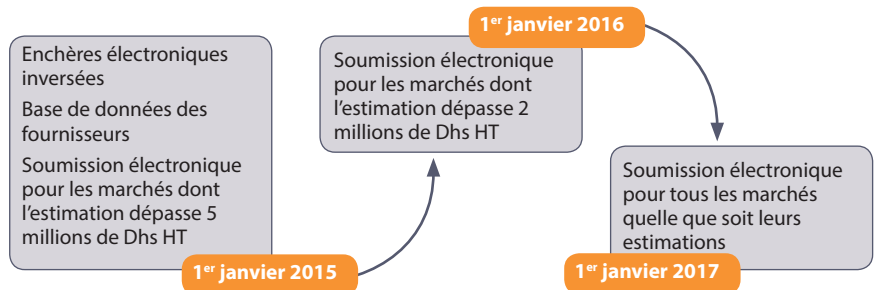 Enchères électroniques
inversées
Base de données des
fournisseurs
Soumission électronique
pour les marchés dont
l'estimation dépasse 5
millions de Dhs HT
1er janvier 2015
1er janvier 2016
Soumission électronique
pour les marchés dont
l'estimation dépasse 2
millions de Dhs HT
Soumission électronique
pour tous les marchés
quelle que soit leurs
estimations
1er janvier 2017